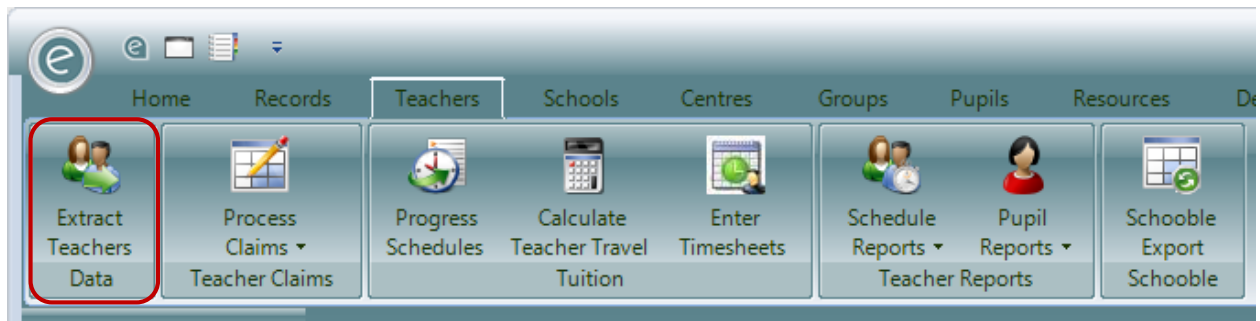 e
e
Home Records Teachers Schools Centres Groups Pupils Resources De
Extract Process Progress Calculate Enter Schedule Pupil Schooble
Teachers Claims Schedules Teacher Travel Timesheets Reports Reports Export
Data Teacher Claims Tuition Teacher Reports Schooble